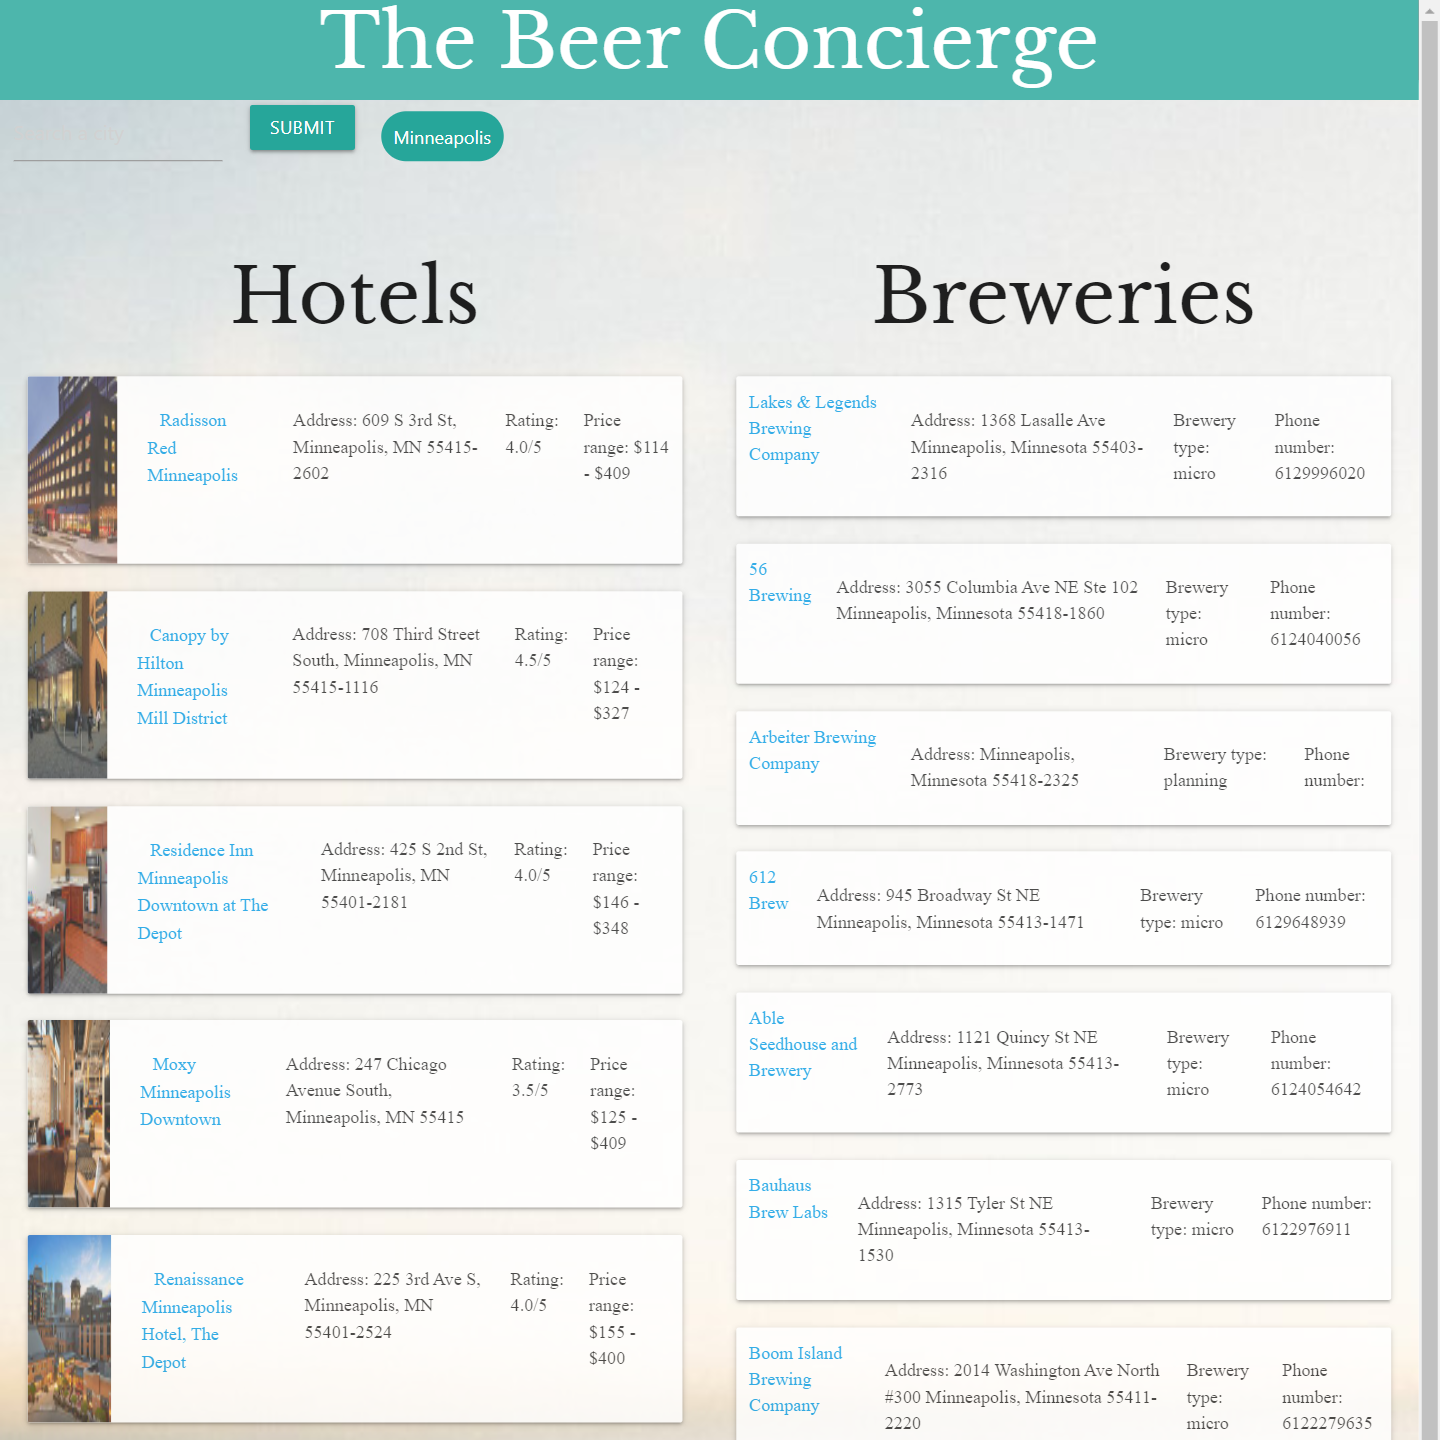 The Beer Concierge
SUBMIT
Minneapolis
Hotels
Radisson
Red
Minneapolis
Address: 609 S 3rd St,
Minneapolis, MN 55415-
2602
Rating:
4.0/5
Price
range: $114
- $409
Canopy by
Hilton
Minneapolis
Mill District
Address: 708 Third Street
South, Minneapolis, MN
55415-1116
Rating:
4.5/5
Price
range:
$124 -
$327
Residence Inn
Minneapolis
Downtown at The
Depot
Address: 425 S 2nd St,
Minneapolis, MN
55401-2181
Rating:
4.0/5
Price
range:
$146 -
$348
Moxy
Minneapolis
Downtown
Address: 247 Chicago
Avenue South,
Minneapolis, MN 55415
Rating:
3.5/5
Price
range:
$125 -
$409
Renaissance
Minneapolis
Hotel, The
Depot
Address: 225 3rd Ave S,
Minneapolis, MN
55401-2524
Rating:
4.0/5
Price
range:
$155 -
$400
Breweries
Lakes & Legends
Brewing
Company
Address: 1368 Lasalle Ave
Minneapolis, Minnesota 55403-
2316
Brewery
type:
micro
Phone
number:
6129996020
56
Brewing
Address: 3055 Columbia Ave NE Ste 102
Minneapolis, Minnesota 55418-1860
Brewery
type:
micro
Phone
number:
6124040056
Arbeiter Brewing
Company
Address: Minneapolis,
Minnesota 55418-2325
Brewery type:
planning
Phone
number:
612
Brew
Address: 945 Broadway St NE
Minneapolis, Minnesota 55413-1471
Brewery
type: micro
Phone number:
6129648939
Able
Seedhouse and
Brewery
Address: 1121 Quincy St NE
Minneapolis, Minnesota 55413-
2773
Brewery
type:
micro
Phone
number:
6124054642
Bauhaus
Brew Labs
Address: 1315 Tyler St NE
Minneapolis, Minnesota 55413-
1530
Brewery
type: micro
Phone number:
6122976911
Boom Island
Brewing
Company
Address: 2014 Washington Ave North
#300 Minneapolis, Minnesota 55411-
2220
Brewery
type:
micro
Phone
number:
6122279635